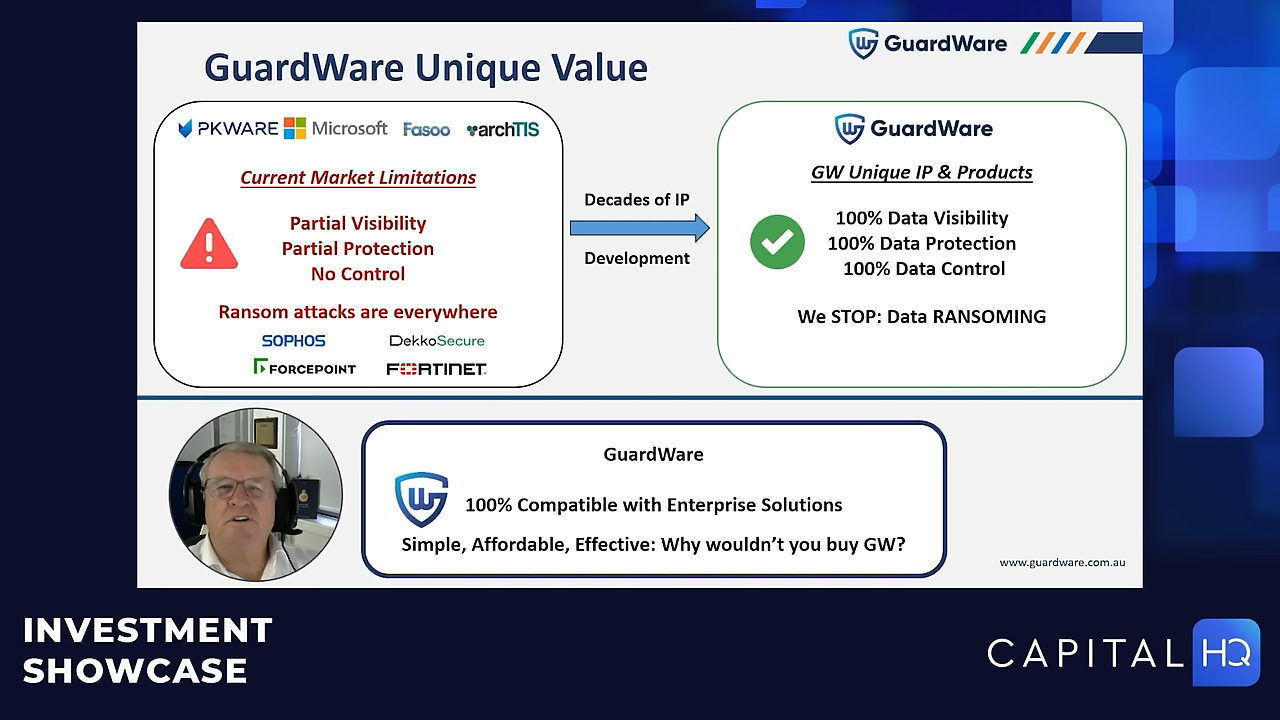 GuardWare Unique Value
GuardWare
PKWARE Microsoft Fasoo archTIS
Current Market Limitations
Partial Visibility
Partial Protection
No Control
Ransom attacks are everywhere
SOPHOS DekkoSecure
FORCEPOINT FORTINET
Decades of IP
Development
GuardWare
GW Unique IP & Products
100% Data Visibility
100% Data Protection
100% Data Control
We STOP: Data RANSOMING
GuardWare
100% Compatible with Enterprise Solutions
Simple, Affordable, Effective: Why wouldn't you buy GW?
www.guardware.com.au
INVESTMENT
SHOWCASE
CAPITAL HQ